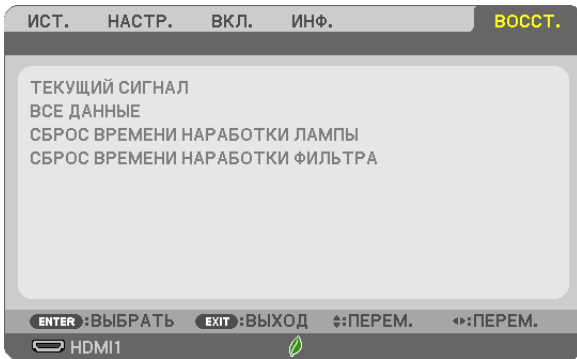 ИСТ. НАСТР. ВКЛ. ИНФ. ВОССТ.
ТЕКУЩИЙ СИГНАЛ
ВСЕ ДАННЫЕ
СБРОС ВРЕМЕНИ НАРАБОТКИ ЛАМПЫ
СБРОС ВРЕМЕНИ НАРАБОТКИ ФИЛЬТРА
ENTER :ВЫБРАТЬ EXIT :ВЫХОД :ПЕРЕМ. :ПЕРЕМ.
HDMI1